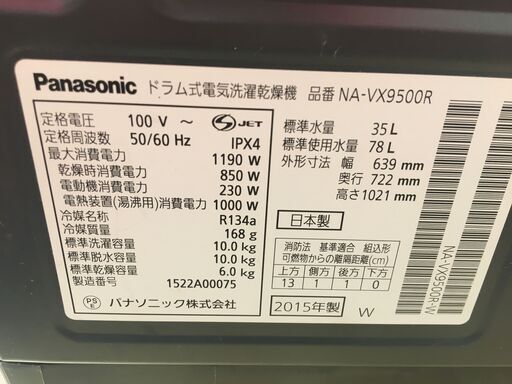 Panasonic ドラム式電気洗濯乾燥機 品番 NA-VX9500R
定格電圧 100 V ～
定格周波数 50/60 Hz
最大消費電力 1190 W
乾燥時消費電力 850 W
電動機消費電力 230 W
電熱装置(湯沸用)消費電力 1000 W
冷媒名称 R134a
冷媒質量 168 g
標準洗濯容量 10.0 kg
標準脱水容量 10.0 kg
標準乾燥容量 6.0 kg
製造番号 1522A00075
S JET
IPX4
PSE パナソニック株式会社
標準水量 35 L
標準使用水量 78 L
外形寸法 幅 639 mm
奥行 722 mm
高さ 1021 mm
日本製
消防法 基準適合 組込形
可燃物からの離隔距離(cm)
上方 側方 後方 下方
13 1 1 0
2015年製 W
NA-VX9500R-W